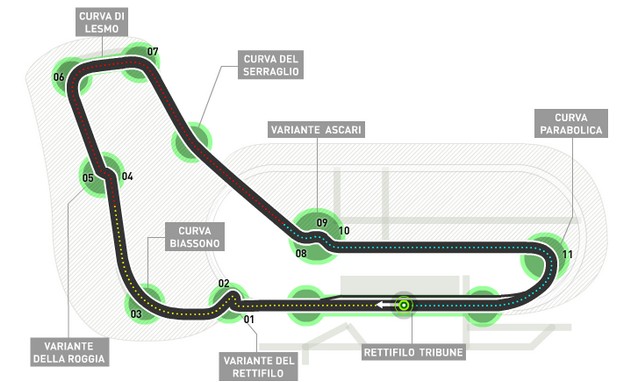 CURVA DI
LESMO
07
06
CURVA DEL
SERRAGLIO
VARIANTE ASCARI
CURVA
PARABOLICA
05
04
09
10
08
11
CURVA
BIASSONO
02
03
01
VARIANTE
DELLA ROGGIA
VARIANTE DEL
RETTIFILO
RETTIFILO TRIBUNE